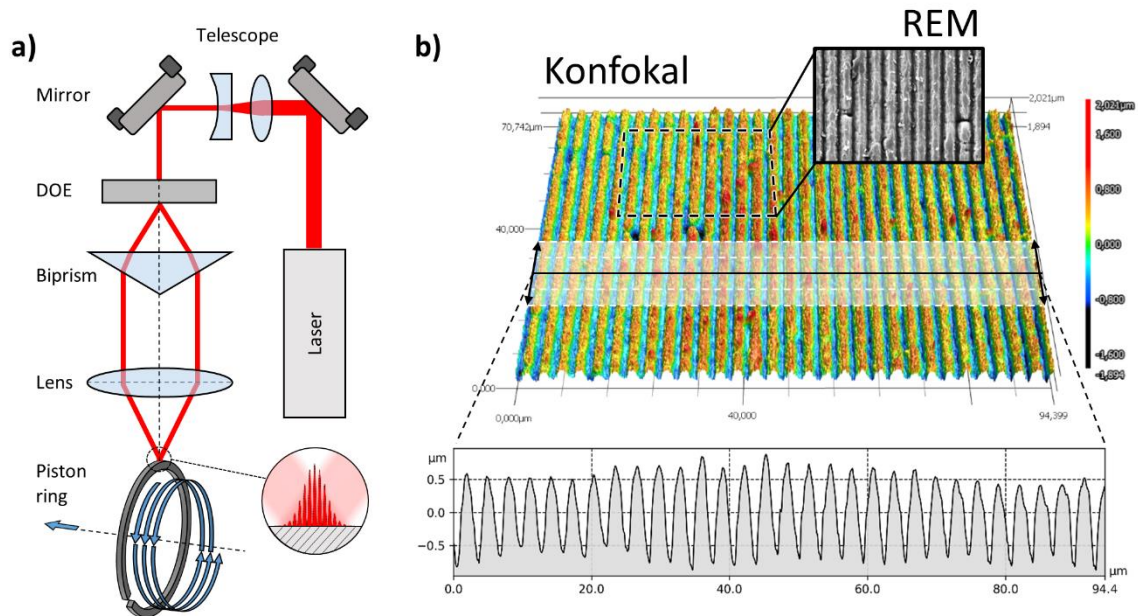 a)
Telescope
Mirror
DOE
Biprism
Laser
Lens
Piston
ring
b)
REM
Konfokal
2,021µm
70,742µm
1,894
2,021µm
1,600
0,800
0,000
-0,800
-1,600
-1,894
40,000
0,000
0,000µm
40,000
94,399
µm
0.5
0.0
−0.5
0.0
20.0
40.0
60.0
80.0
94.4
µm